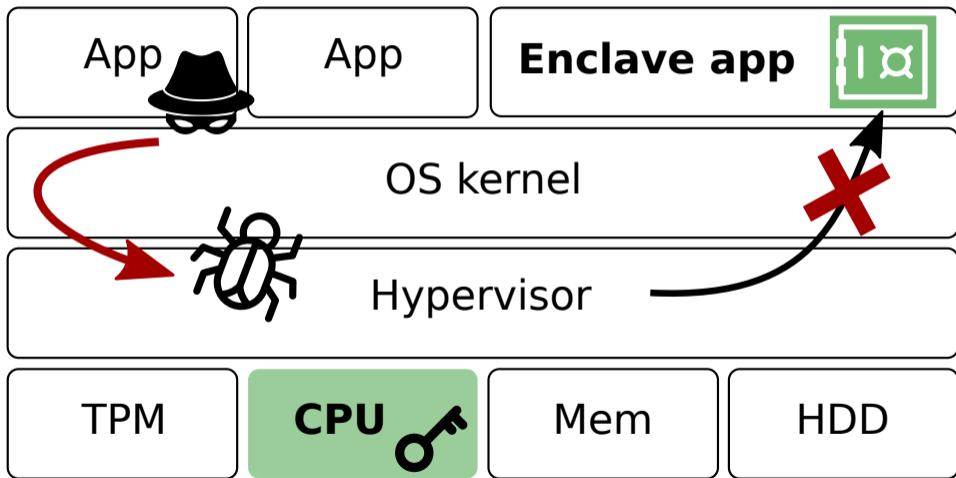 App
App
Enclave app
OS kernel
Hypervisor
TPM
CPU
Mem
HDD